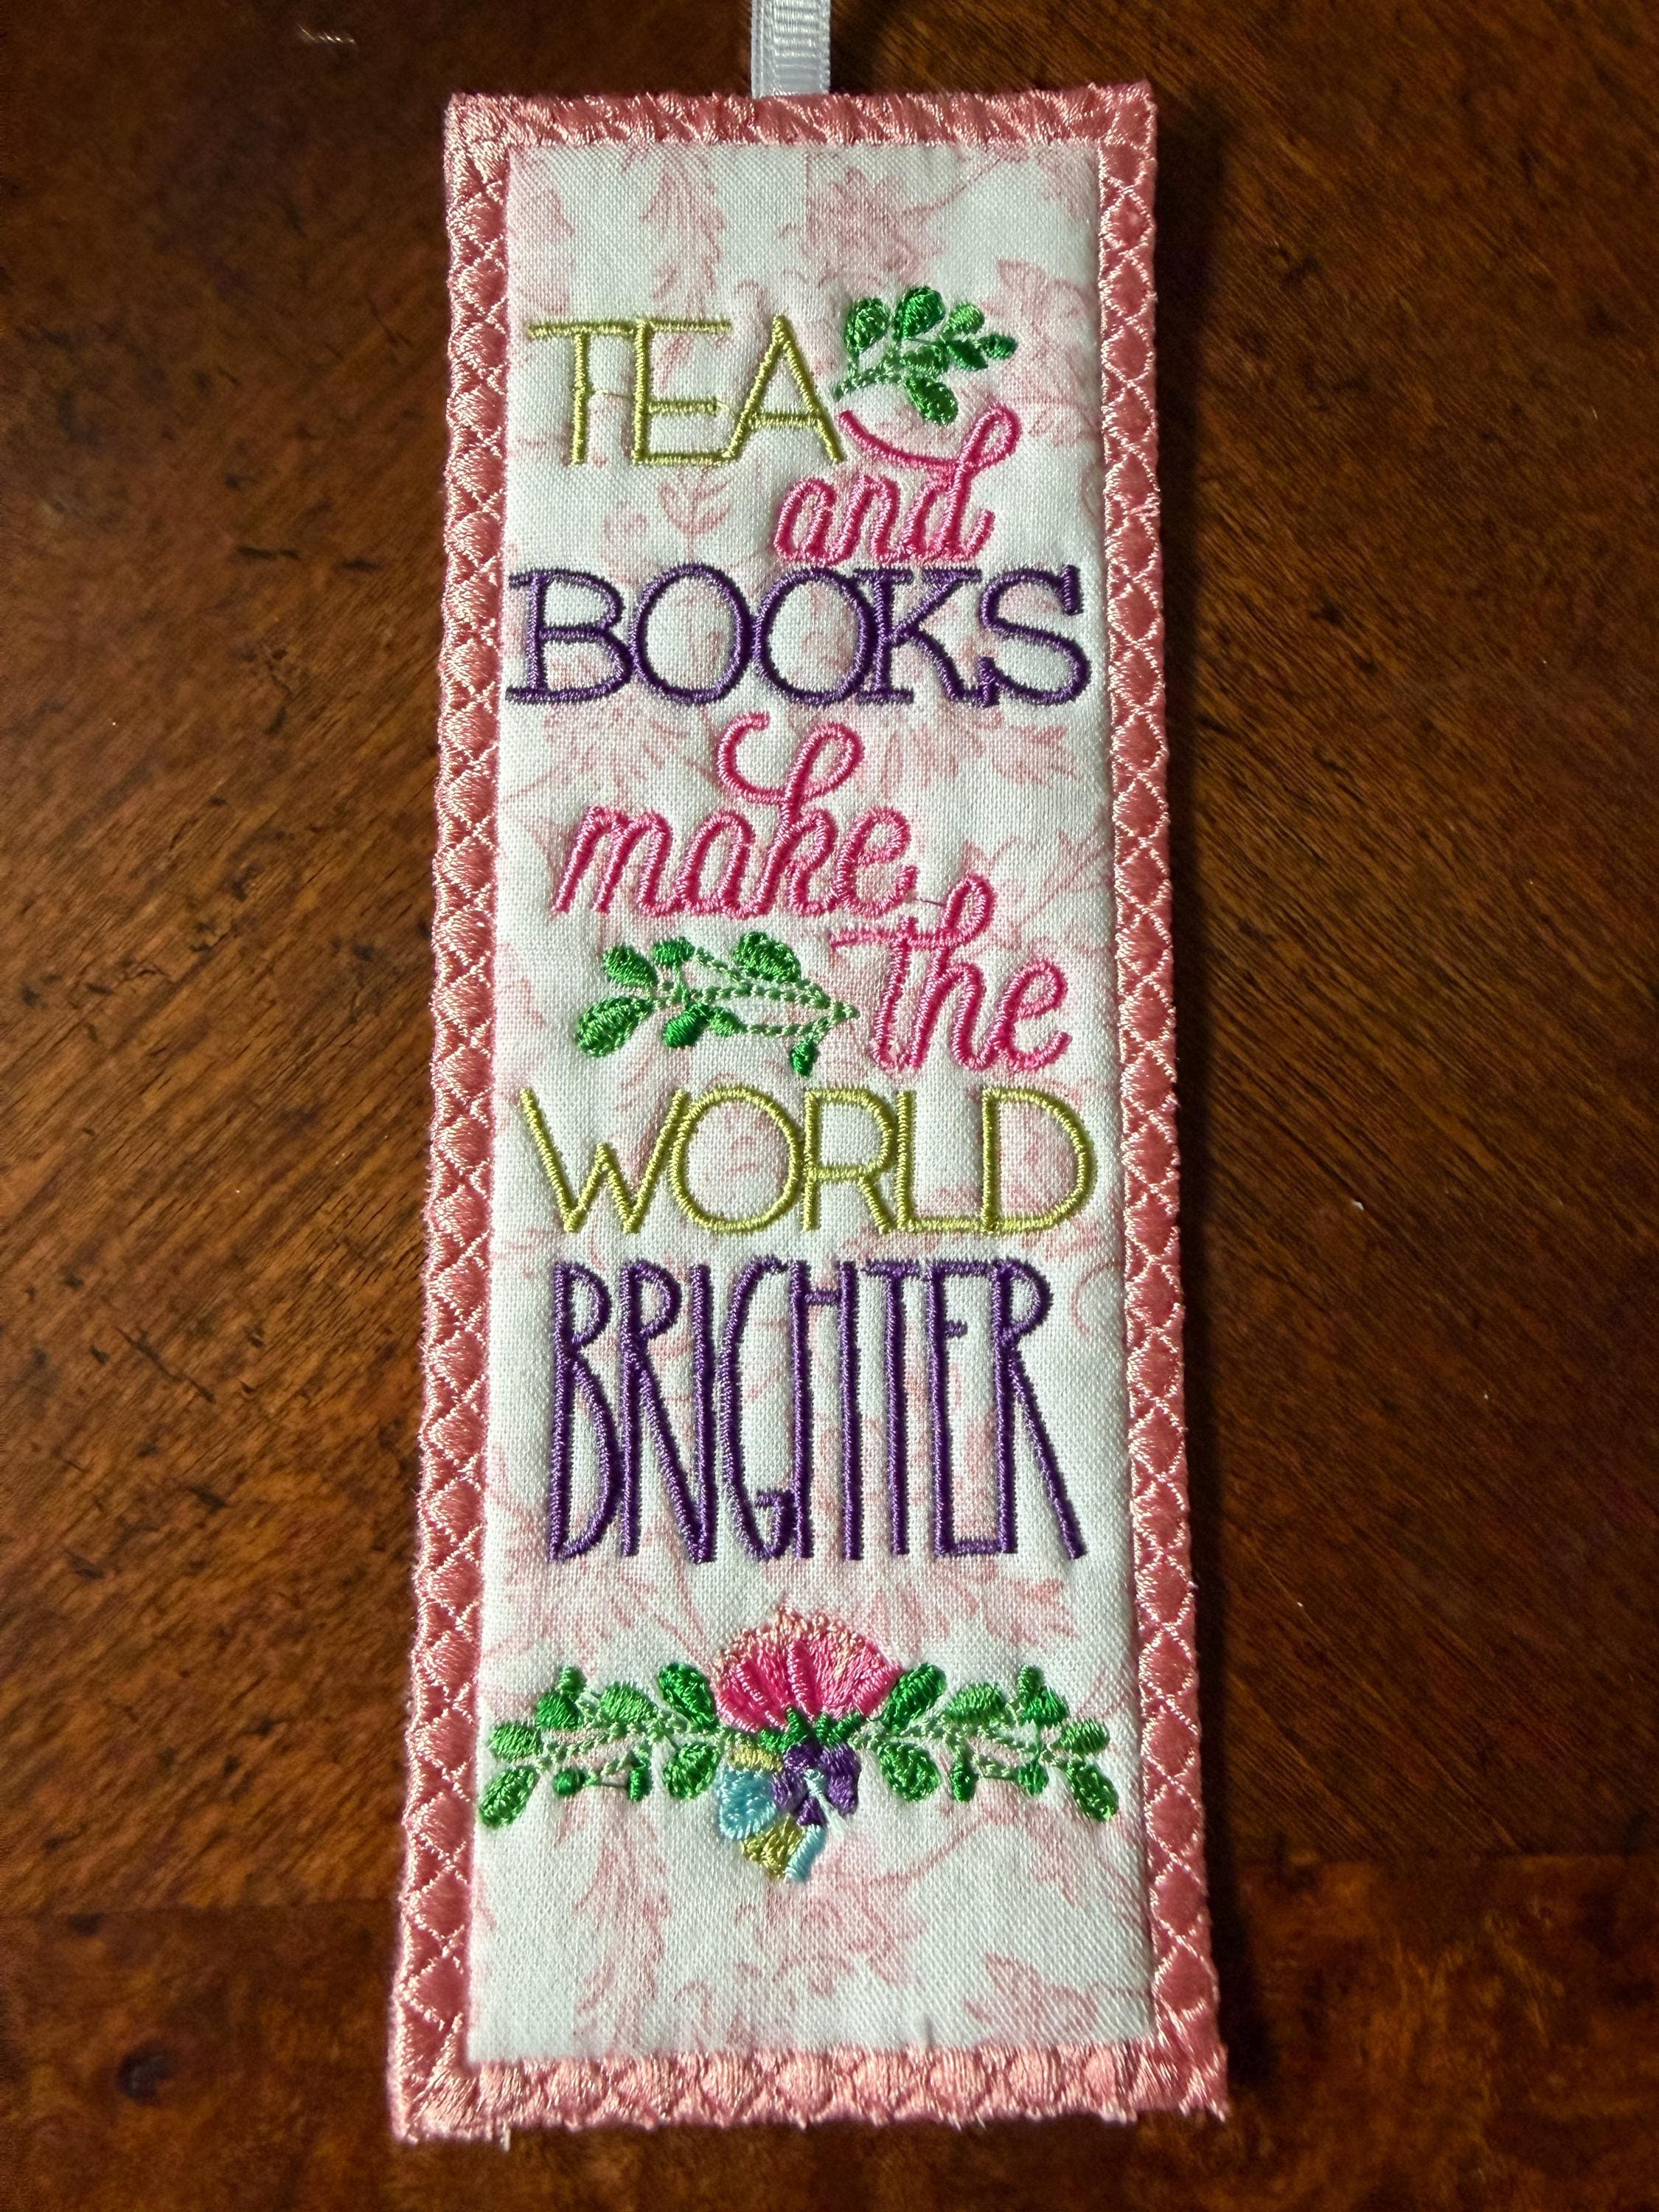 TEA
and
BOOKS
make
the
WORLD
BRIGHTER